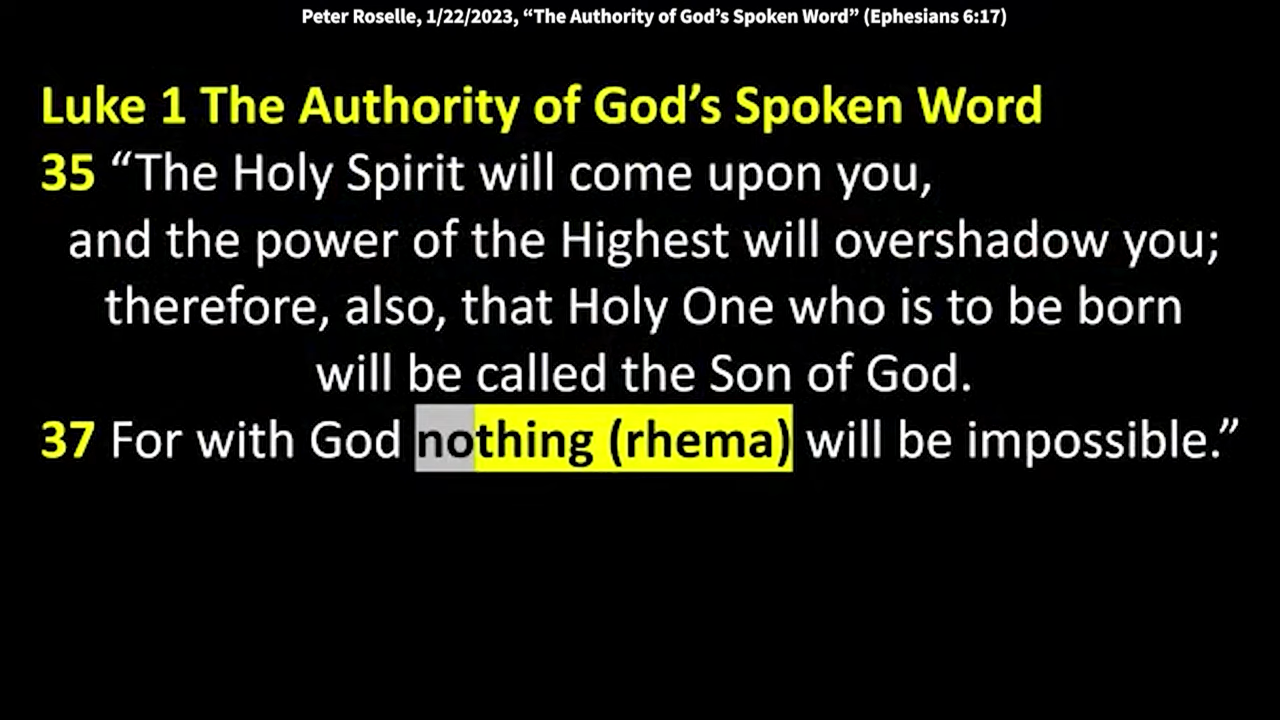 Peter Roselle, 1/22/2023, “The Authority of God’s Spoken Word” (Ephesians 6:17)
Luke 1 The Authority of God’s Spoken Word
35 “The Holy Spirit will come upon you,
and the power of the Highest will overshadow you;
therefore, also, that Holy One who is to be born
will be called the Son of God.
37 For with God nothing (rhema) will be impossible.”